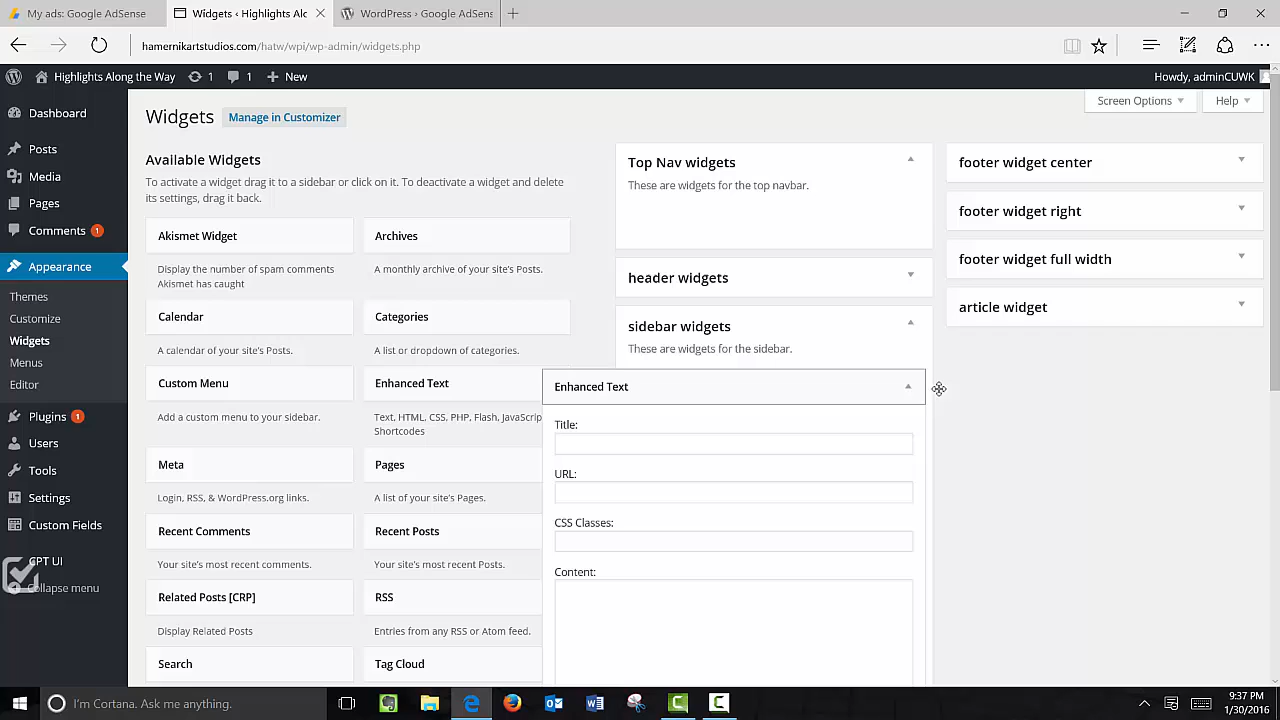 My ads: Google AdSense
Widgets ‹ Highlights Alc
WordPress › Google AdSens
hamernikartstudios.com/hatw/wpi/wp-admin/widgets.php
Highlights Along the Way
1
1
New
Howdy, adminCUWK
Dashboard
Posts
Media
Pages
Comments 1
Appearance
Themes
Customize
Widgets
Menus
Editor
Plugins 1
Users
Tools
Settings
Custom Fields
CPT UI
Collapse menu
Screen Options
Help
Widgets
Manage in Customizer
Available Widgets
To activate a widget drag it to a sidebar or click on it. To deactivate a widget and delete
its settings, drag it back.
Akismet Widget
Display the number of spam comments
Akismet has caught
Archives
A monthly archive of your site's Posts.
Calendar
A calendar of your site's Posts.
Categories
A list or dropdown of categories.
Custom Menu
Add a custom menu to your sidebar.
Enhanced Text
Text, HTML, CSS, PHP, Flash, JavaScrip
Shortcodes
Meta
Login, RSS, & WordPress.org links.
Pages
A list of your site's Pages.
Recent Comments
Your site's most recent comments.
Recent Posts
Your site's most recent Posts.
Related Posts [CRP]
Display Related Posts
RSS
Entries from any RSS or Atom feed.
Search
Tag Cloud
Top Nav widgets
These are widgets for the top navbar.
header widgets
sidebar widgets
These are widgets for the sidebar.
Enhanced Text
Title:
URL:
CSS Classes:
Content:
footer widget center
footer widget right
footer widget full width
article widget
I'm Cortana. Ask me anything.
9:37 PM
1/30/2016